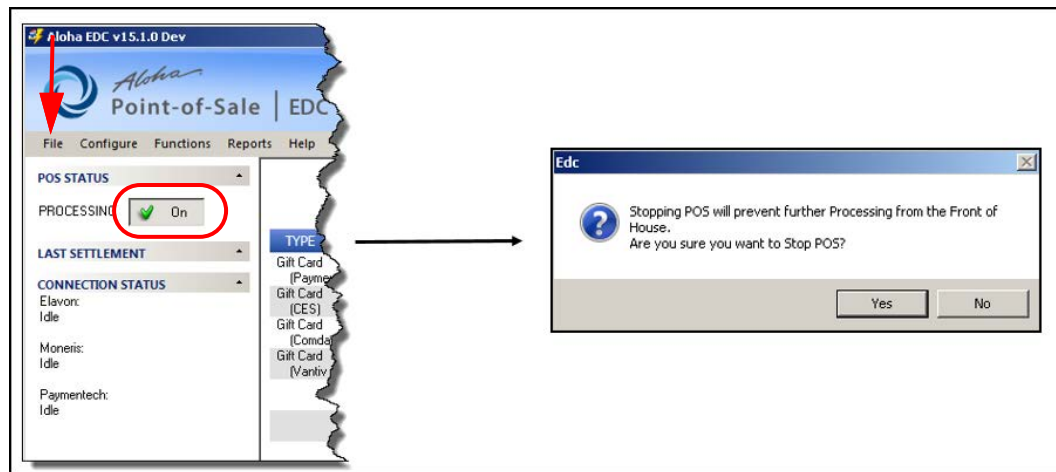 Aloha EDC v15.1.0 Dev
Aloha
Point-of-Sale | EDC
File Configure Functions Reports Help
POS STATUS
PROCESSING On
LAST SETTLEMENT
CONNECTION STATUS
Elavon:
Idle
Moneris:
Idle
Paymentech:
Idle
TYPE
Gift Card
(Payme
Gift Card
(CES)
Gift Card
(Comda
Gift Card
(Vantiv
Edc
Stopping POS will prevent further Processing from the Front of
House.
Are you sure you want to Stop POS?
Yes No